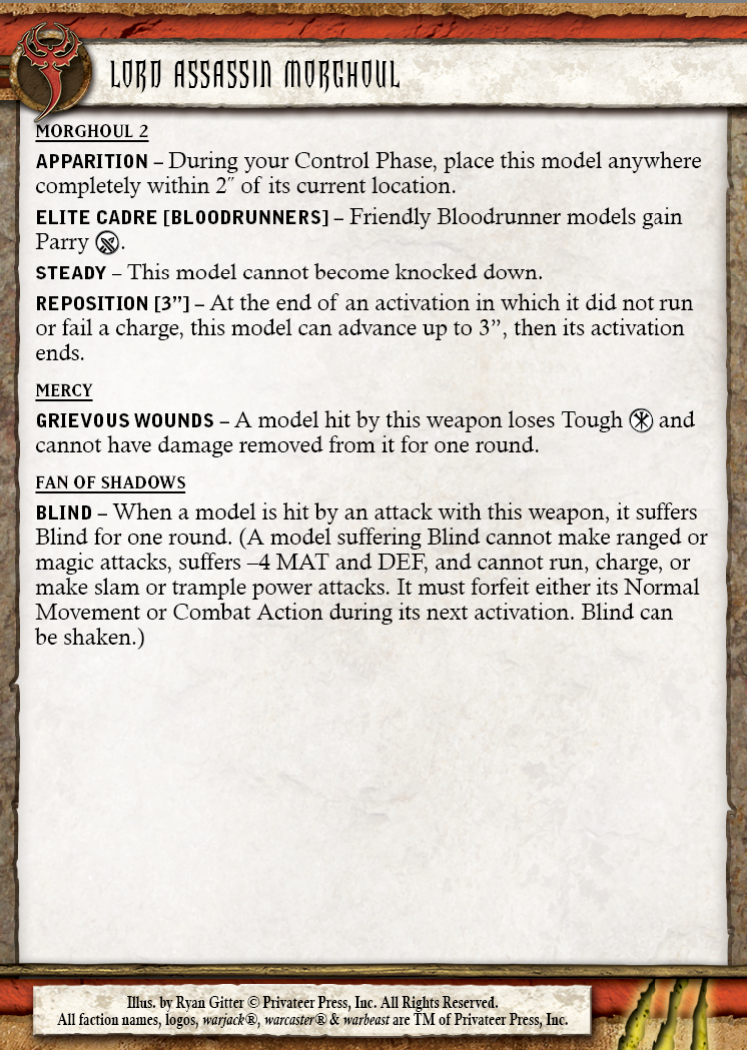 LORD ASSASSIN MORGHOUL
MORGHOUL 2
APPARITION – During your Control Phase, place this model anywhere
completely within 2˝ of its current location.
ELITE CADRE [BLOODRUNNERS] – Friendly Bloodrunner models gain
Parry .
STEADY – This model cannot become knocked down.
REPOSITION [3”] – At the end of an activation in which it did not run
or fail a charge, this model can advance up to 3”, then its activation
ends.
MERCY
GRIEVOUS WOUNDS – A model hit by this weapon loses Tough and
cannot have damage removed from it for one round.
FAN OF SHADOWS
BLIND – When a model is hit by an attack with this weapon, it suffers
Blind for one round. (A model suffering Blind cannot make ranged or
magic attacks, suffers –4 MAT and DEF, and cannot run, charge, or
make slam or trample power attacks. It must forfeit either its Normal
Movement or Combat Action during its next activation. Blind can
be shaken.)
Illus. by Ryan Gitter © Privateer Press, Inc. All Rights Reserved.
All faction names, logos, warjack®, warcaster® & warbeast are TM of Privateer Press, Inc.